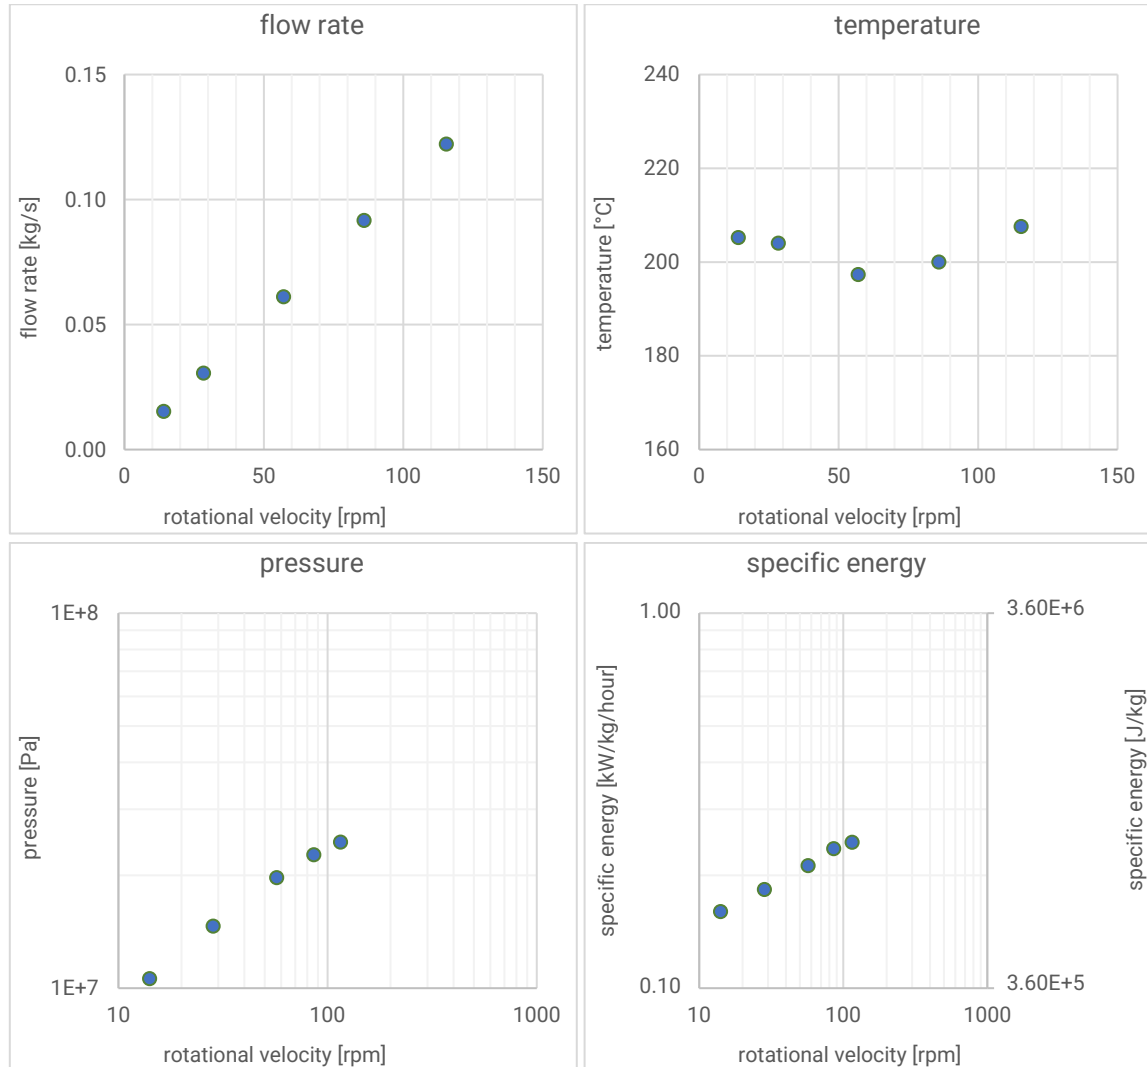 flow rate
0.15
0.10
0.05
0.00
0 50 100 150
flow rate [kg/s]
rotational velocity [rpm]
temperature
240
220
200
180
160
0 50 100 150
temperature [°C]
rotational velocity [rpm]
pressure
1E+8
1E+7
10 100 1000
pressure [Pa]
rotational velocity [rpm]
specific energy
1.00
0.10
3.60E+6
3.60E+5
10 100 1000
specific energy [kW/kg/hour]
specific energy [J/kg]
rotational velocity [rpm]